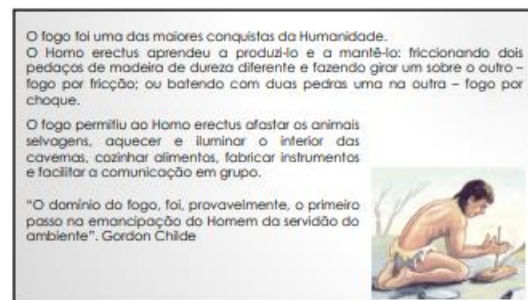 O fogo foi uma das maiores conquistas da Humanidade.
O Homo erectus aprendeu a produzi-lo e a mantê-lo: friccionando dois
pedaços de madeira de dureza diferente e fazendo girar um sobre o outro –
fogo por fricção; ou batendo com duas pedras uma na outra – fogo por
choque.
O fogo permitiu ao Homo erectus afastar os animais
selvagens, aquecer e iluminar o interior das
cavernas, cozinhar alimentos, fabricar instrumentos
e facilitar a comunicação em grupo.
“O domínio do fogo, foi, provavelmente, o primeiro
passo na emancipação do Homem da servidão do
ambiente”. Gordon Childe